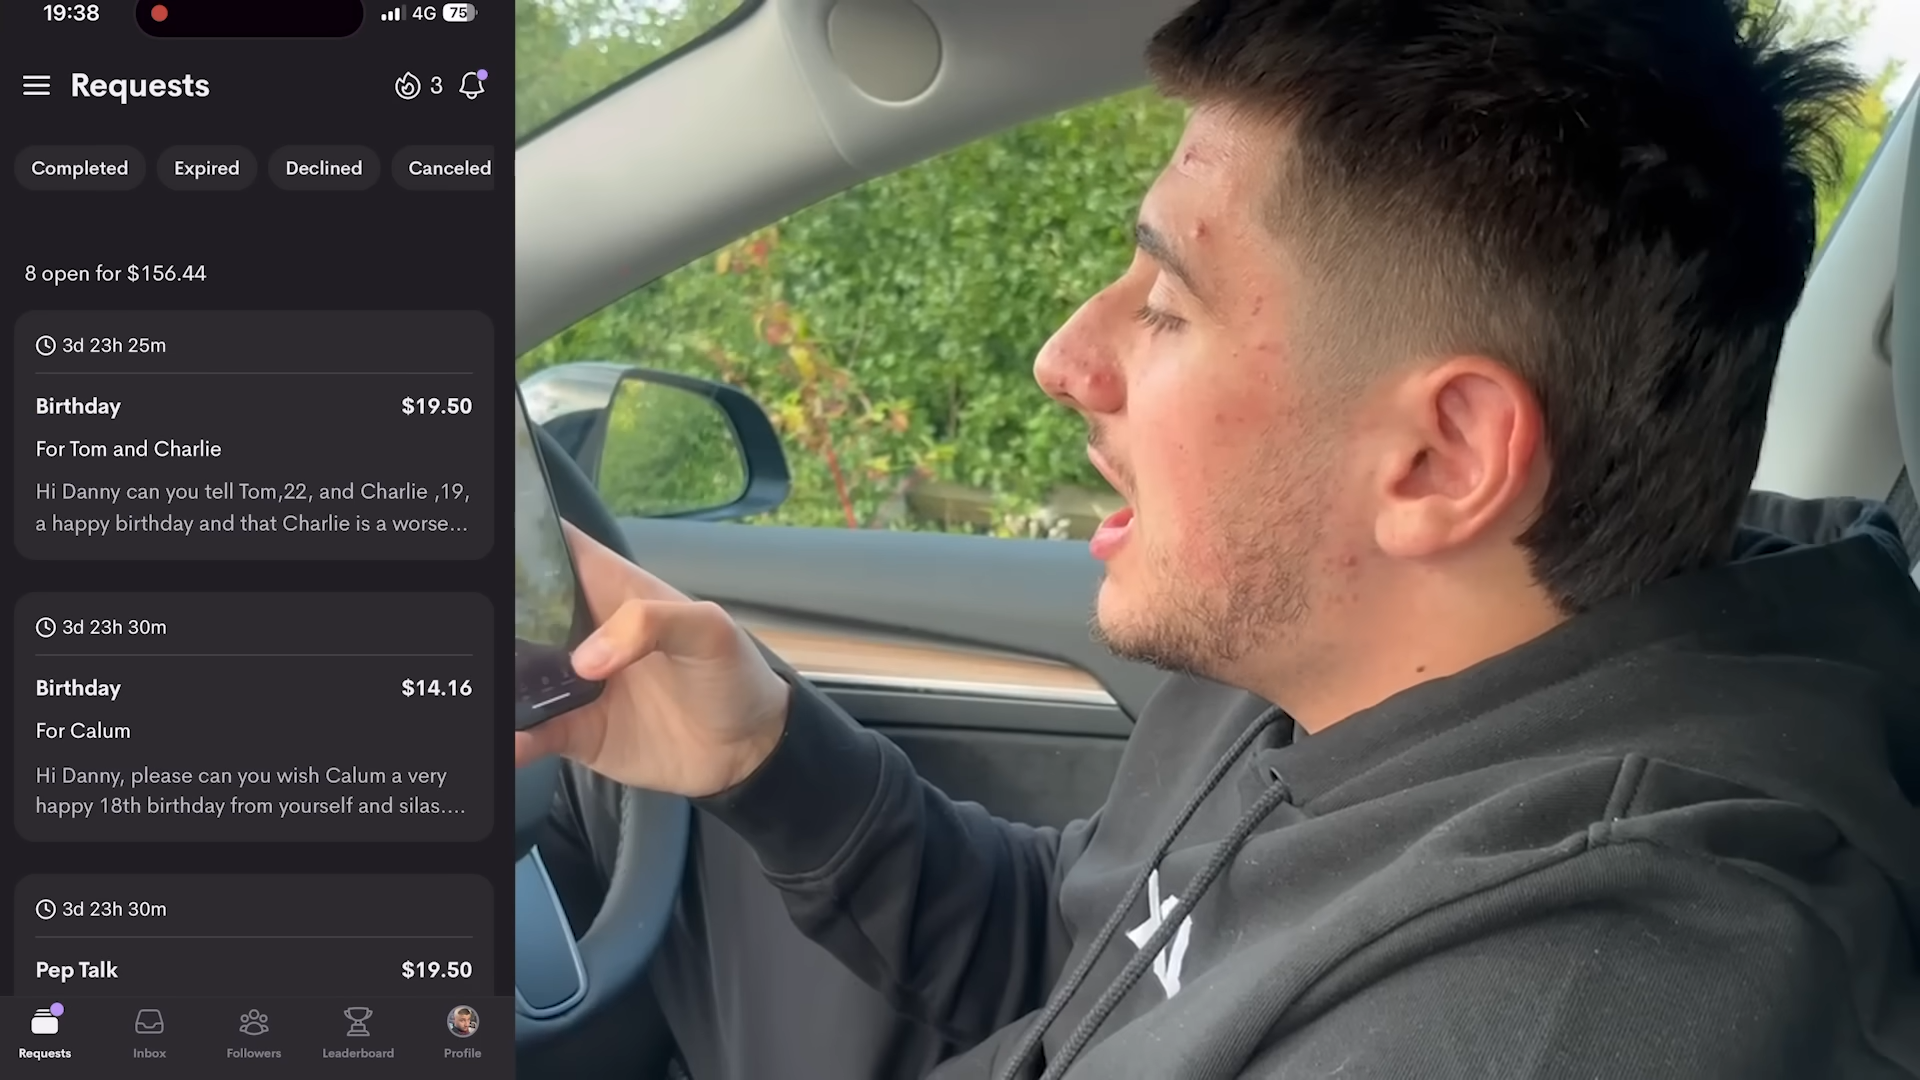 19:38
4G 75
Requests
3
Completed Expired Declined Canceled
8 open for $156.44
3d 23h 25m
Birthday $19.50
For Tom and Charlie
Hi Danny can you tell Tom,22, and Charlie ,19,
a happy birthday and that Charlie is a worse...
3d 23h 30m
Birthday $14.16
For Calum
Hi Danny, please can you wish Calum a very
happy 18th birthday from yourself and silas....
3d 23h 30m
Pep Talk $19.50
Requests Inbox Followers Leaderboard Profile